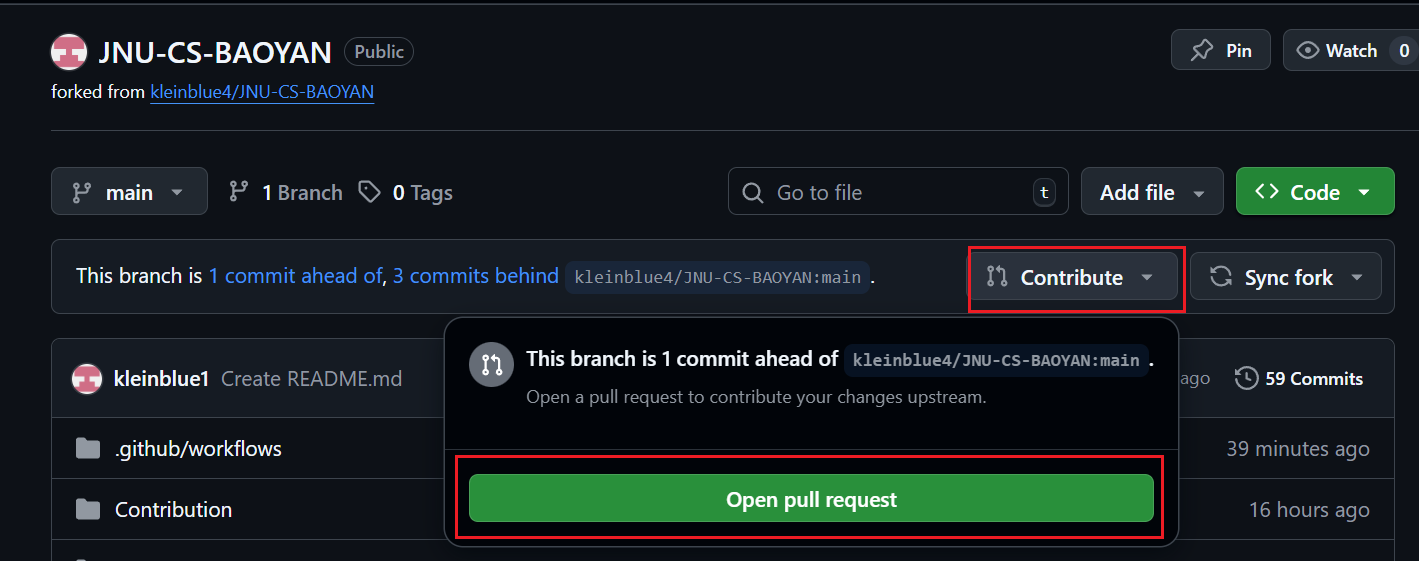 JNU-CS-BAOYAN Public Pin Watch 0
forked from kleinblue4/JNU-CS-BAOYAN
main 1 Branch 0 Tags Go to file t Add file Code
This branch is 1 commit ahead of, 3 commits behind kleinblue4/JNU-CS-BAOYAN:main . Contribute Sync fork
This branch is 1 commit ahead of kleinblue4/JNU-CS-BAOYAN:main .
Open a pull request to contribute your changes upstream.
Open pull request
kleinblue1 Create README.md ago 59 Commits
.github/workflows 39 minutes ago
Contribution 16 hours ago